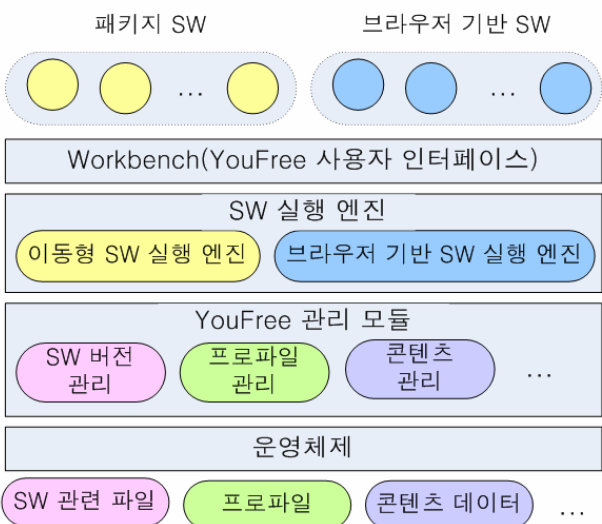 패키지 SW
브라우저 기반 SW
...
...
Workbench(YouFree 사용자 인터페이스)
SW 실행 엔진
이동형 SW 실행 엔진
브라우저 기반 SW 실행 엔진
YouFree 관리 모듈
SW 버전
관리
프로파일
관리
콘텐츠
관리
...
운영체제
SW 관련 파일
프로파일
콘텐츠 데이터
...